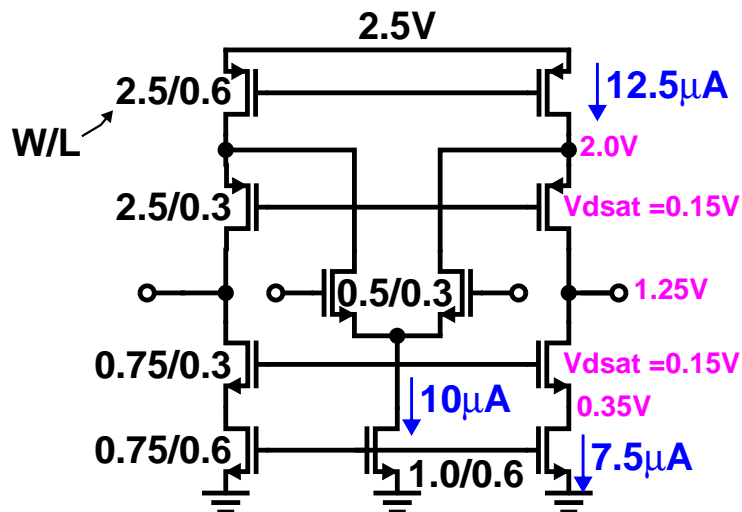 2.5V
2.5/0.6
12.5μA
W/L
2.0V
2.5/0.3
Vdsat =0.15V
0.5/0.3
1.25V
0.75/0.3
Vdsat =0.15V
10μA
0.35V
0.75/0.6
1.0/0.6
7.5μA